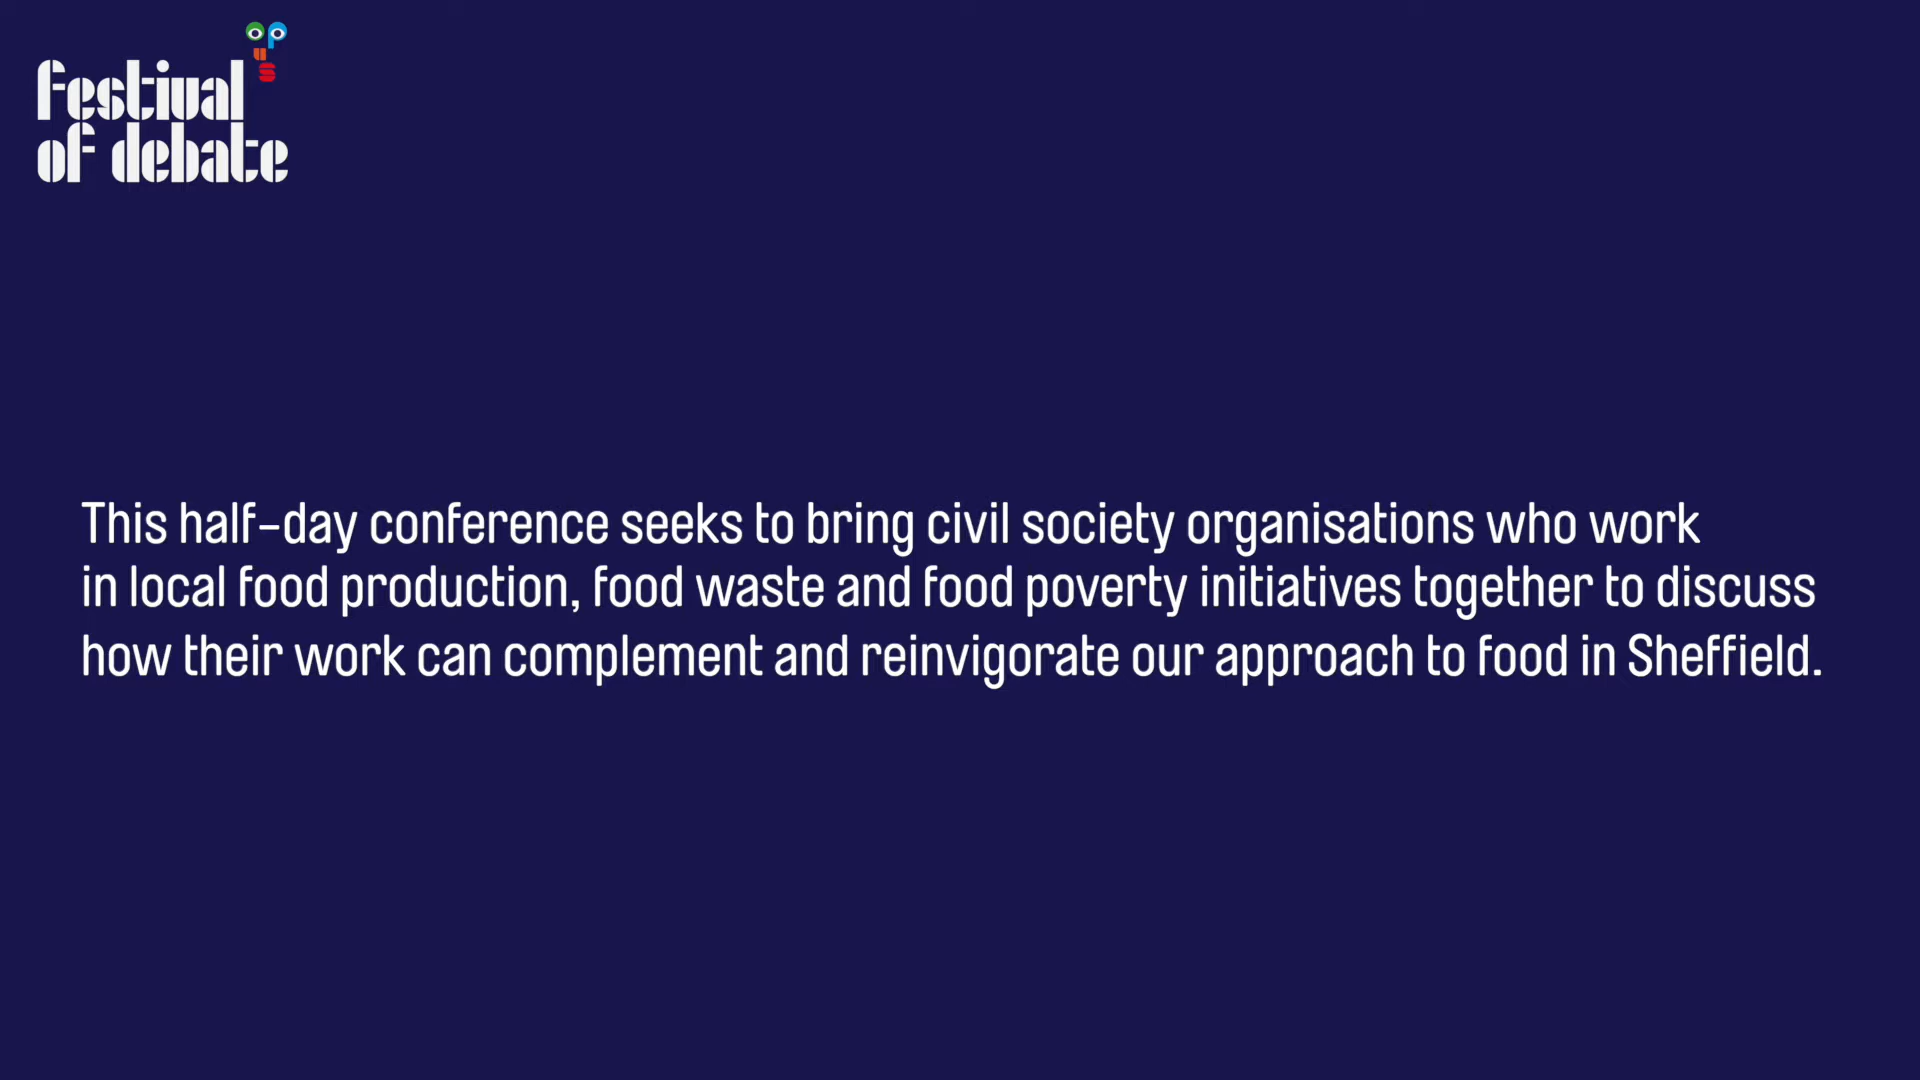 op
us
festival
of debate
This half-day conference seeks to bring civil society organisations who work
in local food production, food waste and food poverty initiatives together to discuss
how their work can complement and reinvigorate our approach to food in Sheffield.